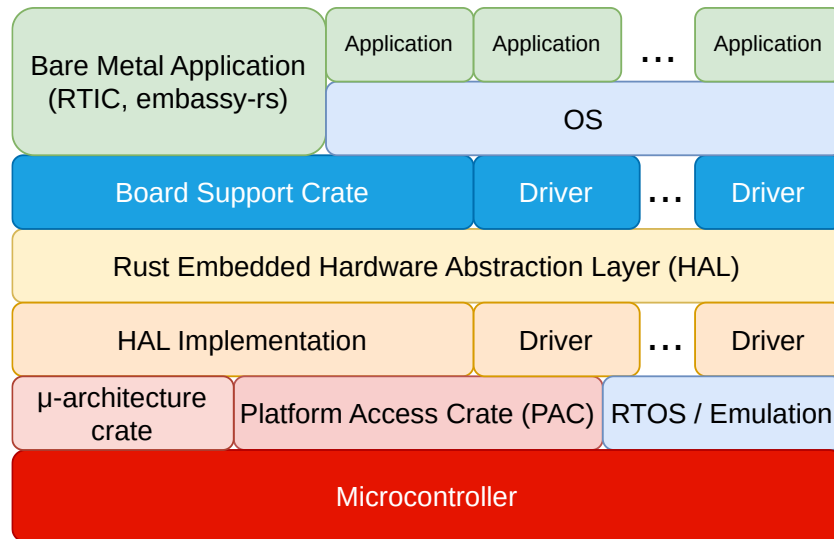 Bare Metal Application
(RTIC, embassy-rs)
Application
Application
...
Application
OS
Board Support Crate
Driver
...
Driver
Rust Embedded Hardware Abstraction Layer (HAL)
HAL Implementation
Driver
...
Driver
μ-architecture
crate
Platform Access Crate (PAC)
RTOS / Emulation
Microcontroller